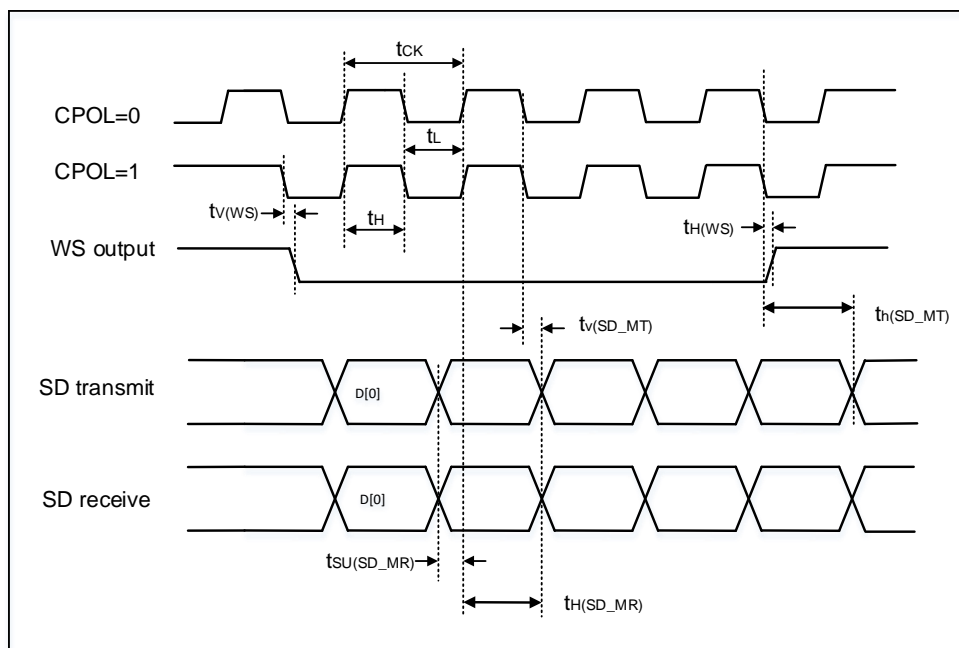 tCK
CPOL=0
tL
CPOL=1
tV(WS)
tH
tH(WS)
WS output
tv(SD_MT)
th(SD_MT)
SD transmit
D[0]
SD receive
D[0]
tSU(SD_MR)
tH(SD_MR)